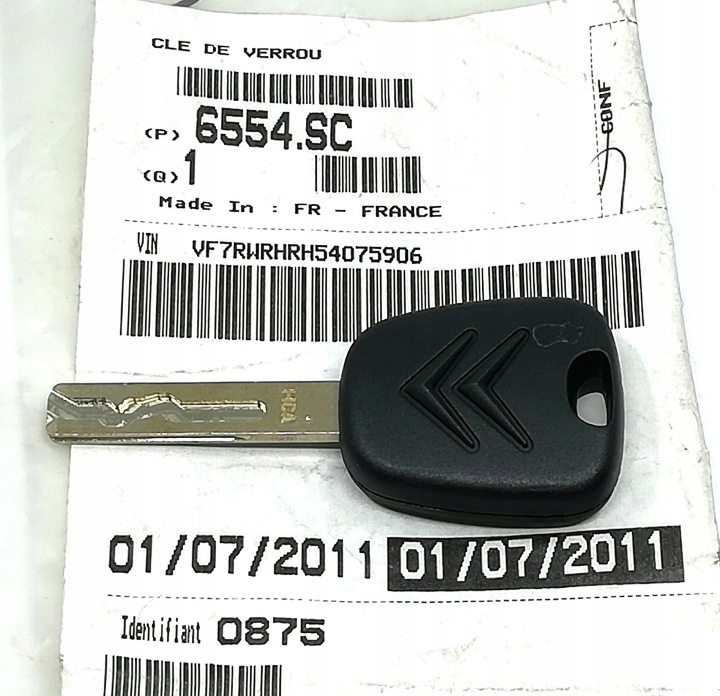 CLE DE VERROU
(P) 6554.SC
(Q) 1
Made In : FR - FRANCE
CONF
VIN VF7RWRHRH54075906
HCA
01/07/2011 01/07/2011
Identifiant 0875